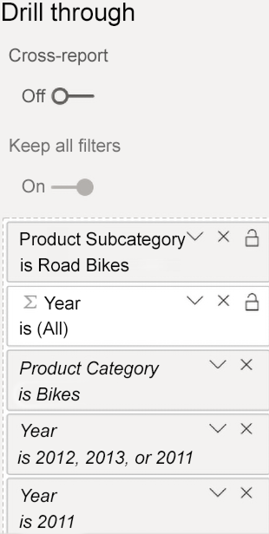 Drill through
Cross-report
Off
Keep all filters
On
Product Subcategory
is Road Bikes
Σ Year
is (All)
Product Category
is Bikes
Year
is 2012, 2013, or 2011
Year
is 2011